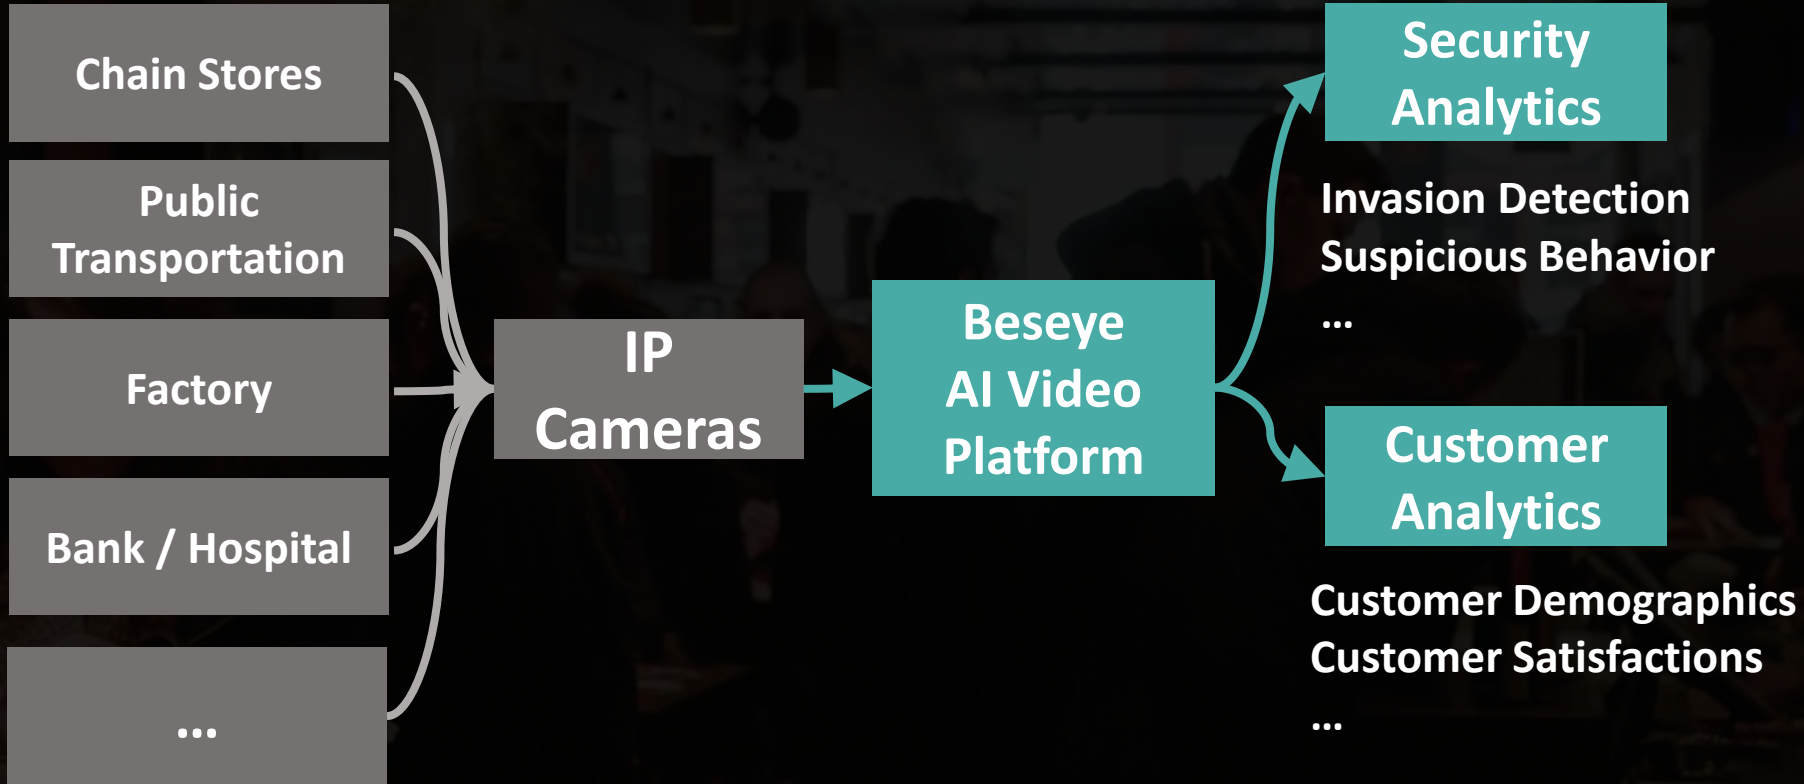 Chain Stores
Public
Transportation
Factory
Bank / Hospital
...
IP
Cameras
Beseye
AI Video
Platform
Security
Analytics
Invasion Detection
Suspicious Behavior
...
Customer
Analytics
Customer Demographics
Customer Satisfactions
...